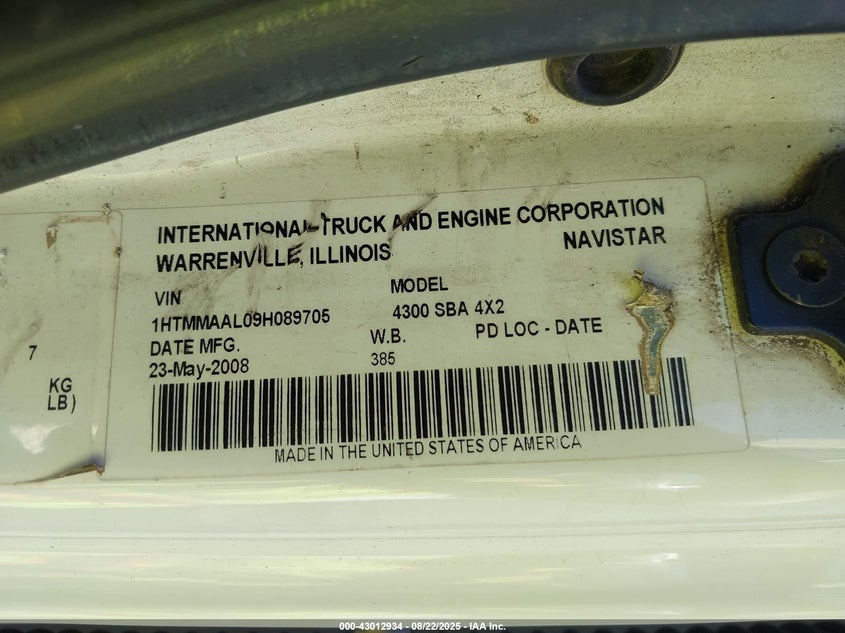 INTERNATIONAL TRUCK AND ENGINE CORPORATION
WARRENVILLE, ILLINOIS NAVISTAR
VIN MODEL
1HTMMAAL09H089705 4300 SBA 4X2
DATE MFG. W.B. PD LOC - DATE
23-May-2008 385
MADE IN THE UNITED STATES OF AMERICA
7
KG
LB)
000-43012934 - 08/22/2025 - IAA Inc.